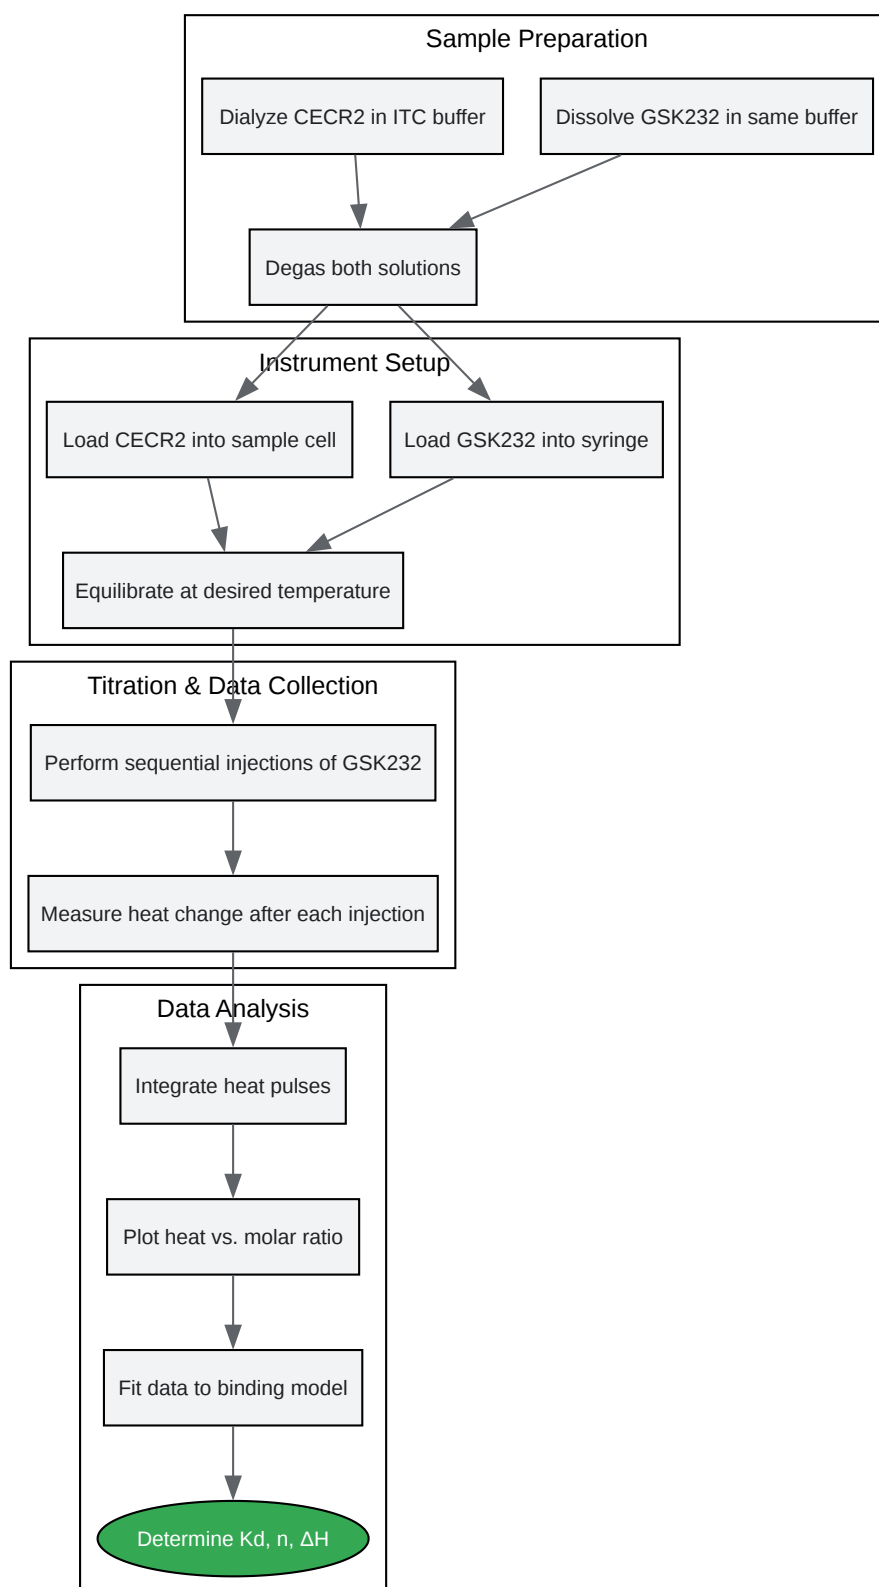 Sample Preparation
Dialyze CECR2 in ITC buffer
Dissolve GSK232 in same buffer
Degas both solutions
Instrument Setup
Load CECR2 into sample cell
Load GSK232 into syringe
Equilibrate at desired temperature
Titration & Data Collection
Perform sequential injections of GSK232
Measure heat change after each injection
Data Analysis
Integrate heat pulses
Plot heat vs. molar ratio
Fit data to binding model
Determine Kd, n, ΔH